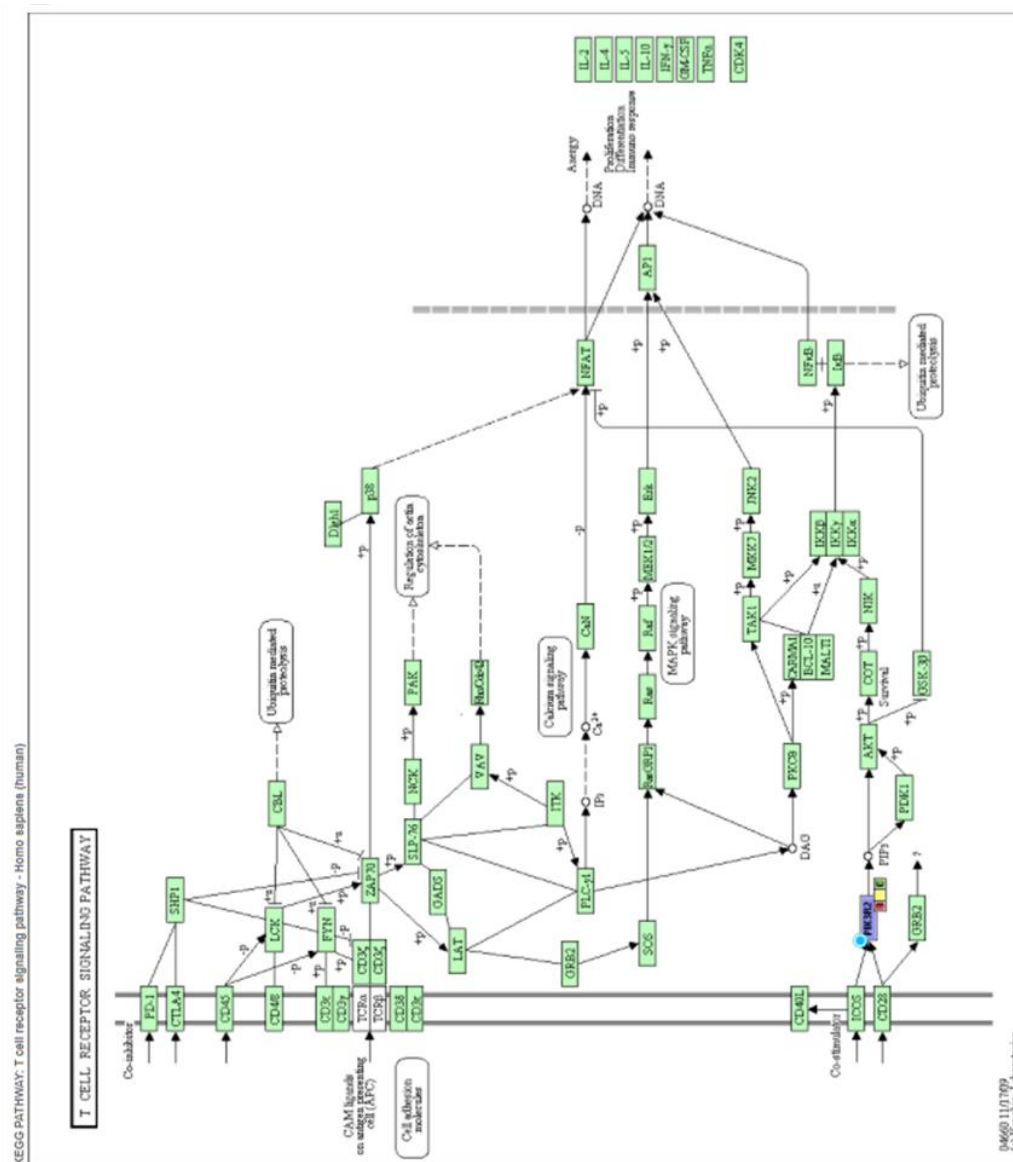 KEGG PATHWAY: T cell receptor signaling pathway - Homo sapiens (human)
T CELL RECEPTOR SIGNALING PATHWAY
Co-inhibitor
PD-1
SHP1
CTLA4
CD45
-p
-p
LCK
+u
CBL
Ubiquitin mediated
proteolysis
CD4/8
FYN
+u
+p
+u
-p
CD3ε
CD3γ
+p
+p
Dlgh1
CAM ligands
on antigen presenting
cell (APC)
TCRα
TCRβ
CD3ζ
CD3ζ
ZAP70
+p
p38
CD3δ
CD3ε
Cell adhesion
molecules
+p
+p
SLP-76
NCK
+p
PAK
Regulation of actin
cytoskeleton
GADS
LAT
VAV
+p
Rho/Cdc42
ITK
+p
Calcium signaling
pathway
GRB2
PLC-γ1
IP3
Ca2+
CaN
-p
NFAT
DNA
Anergy
IL-2
IL-4
IL-5
IL-10
IFN-γ
GM-CSF
TNFα
CDK4
+p
SOS
RasGRP1
Ras
Raf
+p
MEK1/2
+p
Erk
+p
AP1
DNA
Proliferation
Differentiation
Immune response
MAPK signaling
pathway
+p
DAG
PKCθ
TAK1
+p
MKK7
+p
JNK2
+p
CARMA1
BCL-10
MALT1
+p
+u
IKKβ
IKKγ
IKKα
+p
NFκB
IκB
Ubiquitin mediated
proteolysis
CD40L
Co-stimulator
ICOS
CD28
PIK3R2
PIP3
AKT
+p
COT
+p
NIK
+p
Survival
PDK1
+p
+p
GSK-3β
GRB2
?
04660 11/17/09